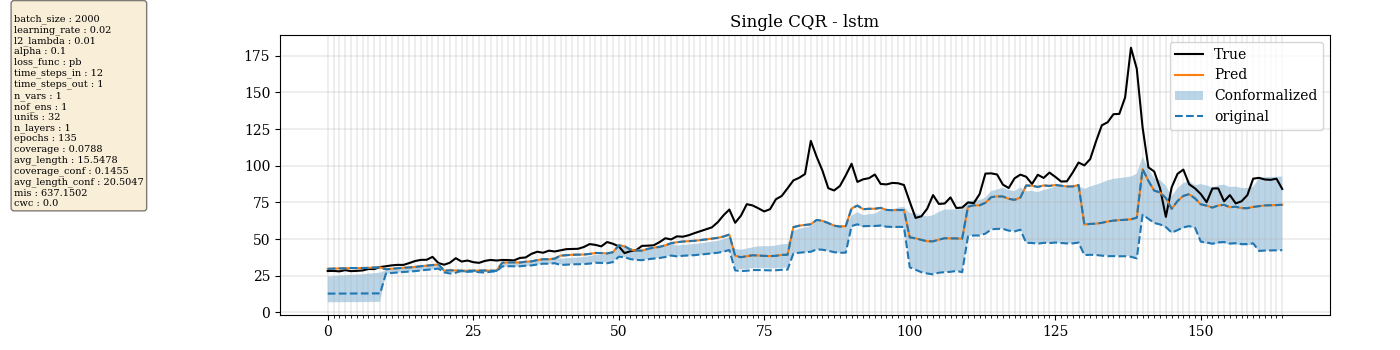 batch_size : 2000
learning_rate : 0.02
l2_lambda : 0.01
alpha : 0.1
loss_func : pb
time_steps_in : 12
time_steps_out : 1
n_vars : 1
nof_ens : 1
units : 32
n_layers : 1
epochs : 135
coverage : 0.0788
avg_length : 15.5478
coverage_conf : 0.1455
avg_length_conf : 20.5047
mis : 637.1502
cwc : 0.0
Single CQR - lstm
175
150
125
100
75
50
25
0
True
Pred
Conformalized
original
0 25 50 75 100 125 150